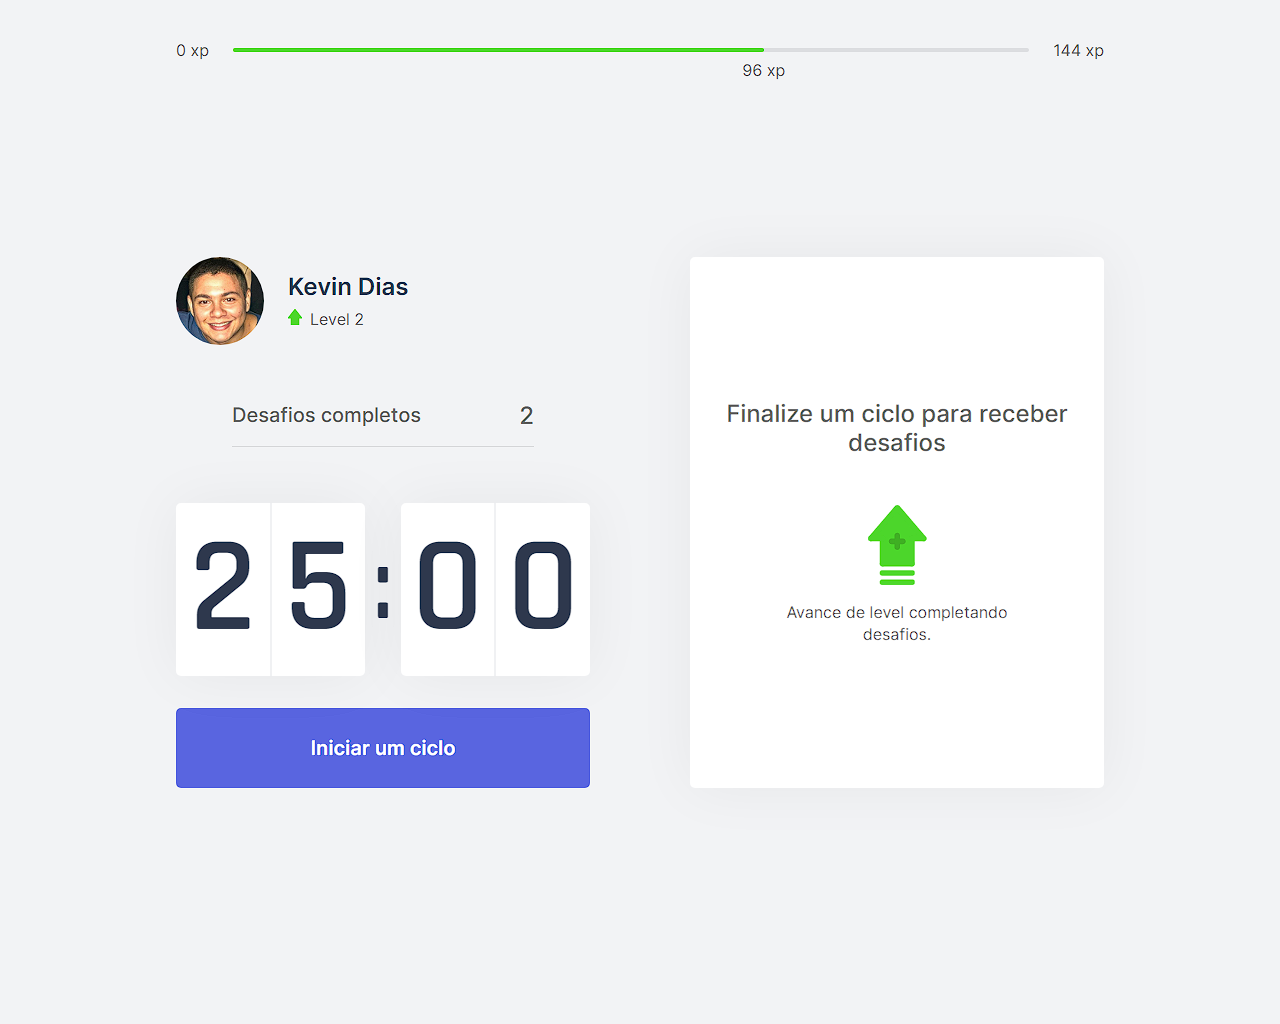 0 xp
144 xp
96 xp
Kevin Dias
Level 2
Desafios completos 2
25:00
Iniciar um ciclo
Finalize um ciclo para receber
desafios
Avance de level completando
desafios.